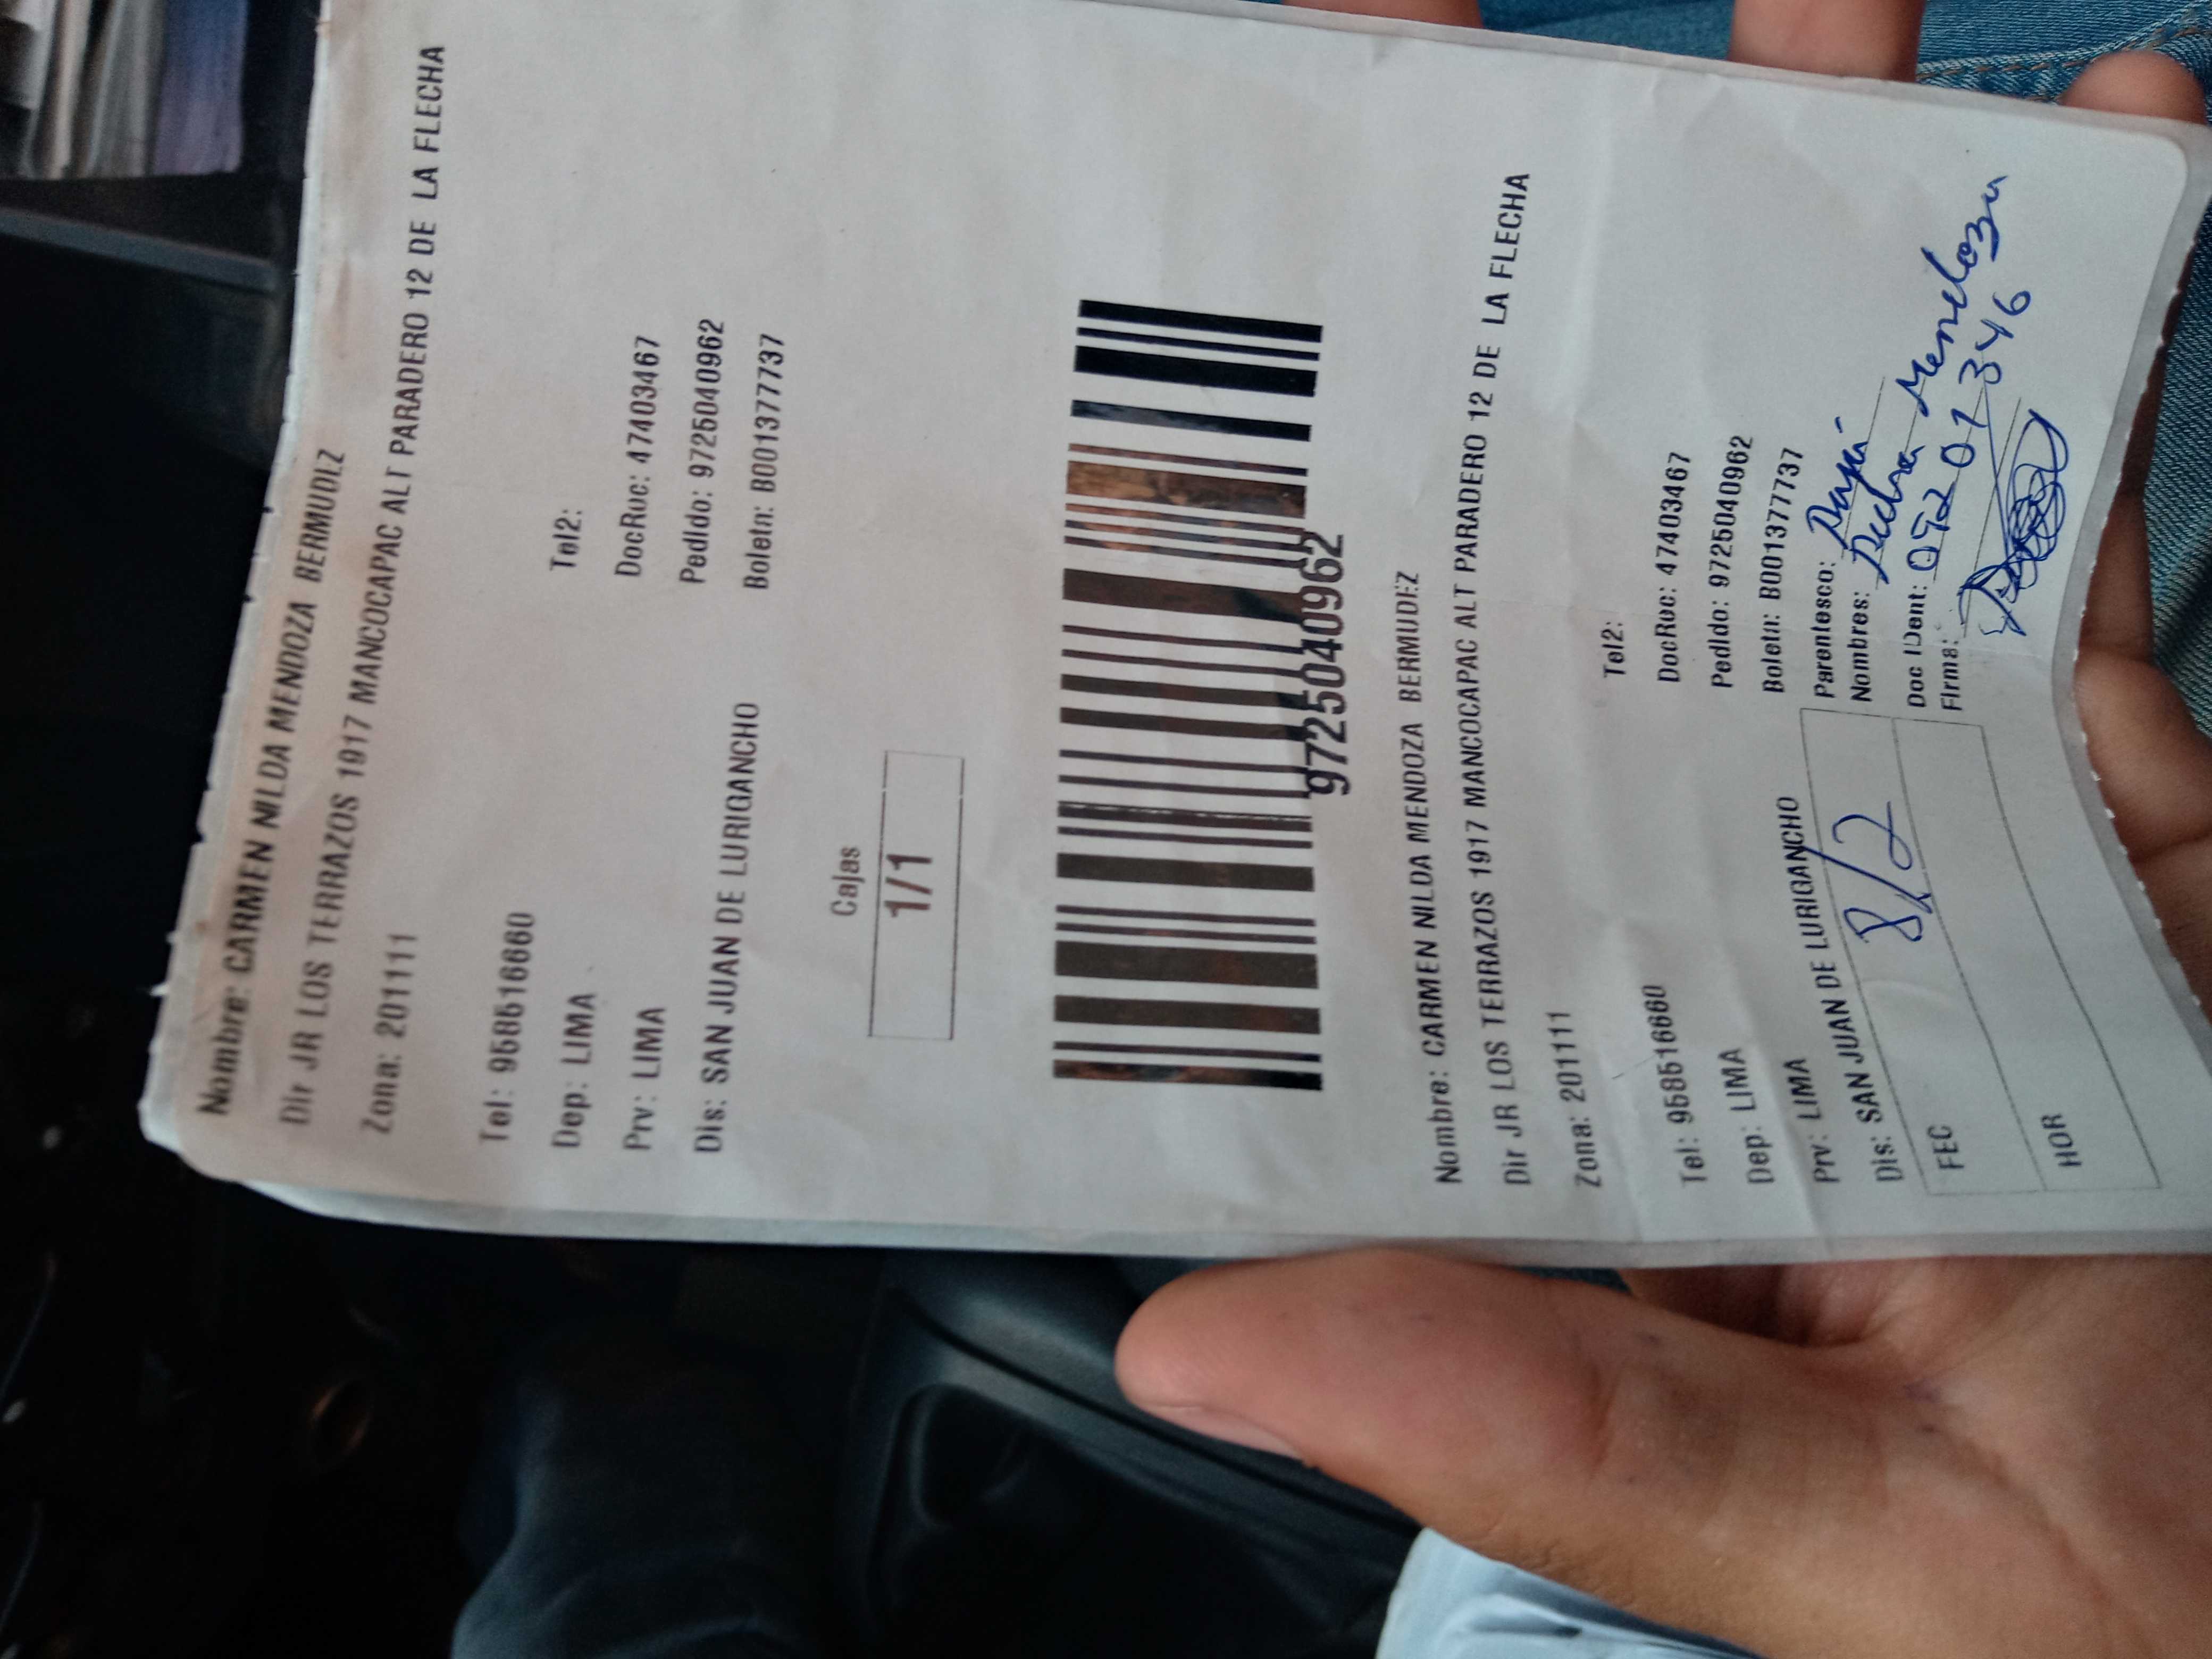 Nombre: CARMEN NILDA MENDOZA BERMUDEZ
Dir JR LOS TERRAZOS 1917 MANCOCAPAC ALT PARADERO 12 DE LA FLECHA
Zona: 201111
Tel: 958516660 Tel2:
Dep: LIMA DocRuc: 47403467
Prv: LIMA Pedido: 9725040962
Dis: SAN JUAN DE LURIGANCHO Boleta: B001377737
Cajas
1/1
9725040962
Nombre: CARMEN NILDA MENDOZA BERMUDEZ
Dir JR LOS TERRAZOS 1917 MANCOCAPAC ALT PARADERO 12 DE LA FLECHA
Zona: 201111
Tel: 958516660 Tel2:
Dep: LIMA DocRuc: 47403467
Prv: LIMA Pedido: 9725040962
Dis: SAN JUAN DE LURIGANCHO Boleta: B001377737
FEC 8/2 Parentesco: Papá
Nombres: Mendoza
Doc IDent:
HOR Firma: